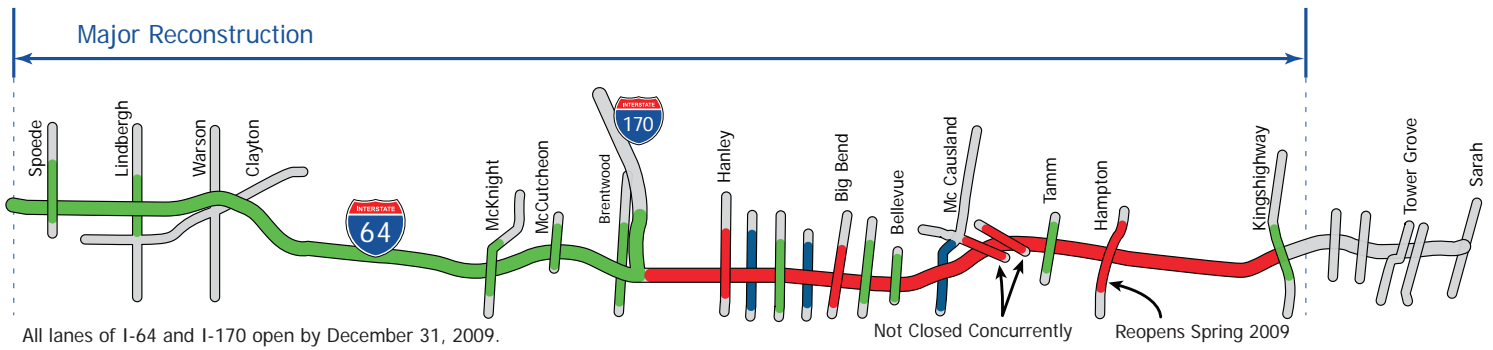 Major Reconstruction
Spoede
Lindbergh
Warson
Clayton
INTERSTATE
64
McKnight
McCutcheon
Brentwood
INTERSTATE
170
Hanley
Big Bend
Bellevue
Mc Causland
Tamm
Hampton
Kingshighway
Tower Grove
Sarah
Not Closed Concurrently
Reopens Spring 2009
All lanes of I-64 and I-170 open by December 31, 2009.